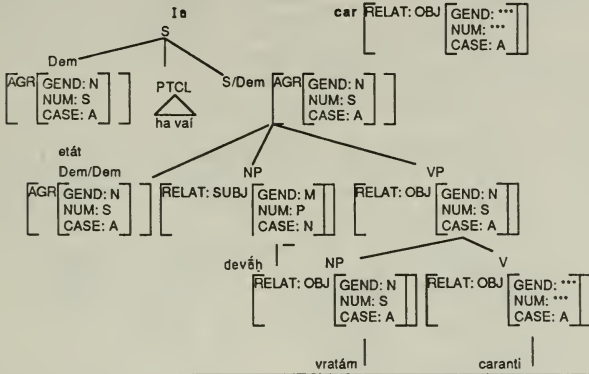 Ia
S
car [RELAT: OBJ [GEND: ***
NUM: ***
CASE: A]]
Dem
PTCL
S/Dem
[AGR [GEND: N
NUM: S
CASE: A]]
ha vaí
[AGR [GEND: N
NUM: S
CASE: A]]
etát
Dem/Dem
NP
VP
[AGR [GEND: N
NUM: S
CASE: A]]
[RELAT: SUBJ [GEND: M
NUM: P
CASE: N]]
[RELAT: OBJ [GEND: N
NUM: S
CASE: A]]
devā́ḥ
NP
V
[RELAT: OBJ [GEND: N
NUM: S
CASE: A]]
[RELAT: OBJ [GEND: ***
NUM: ***
CASE: A]]
vratám
caranti